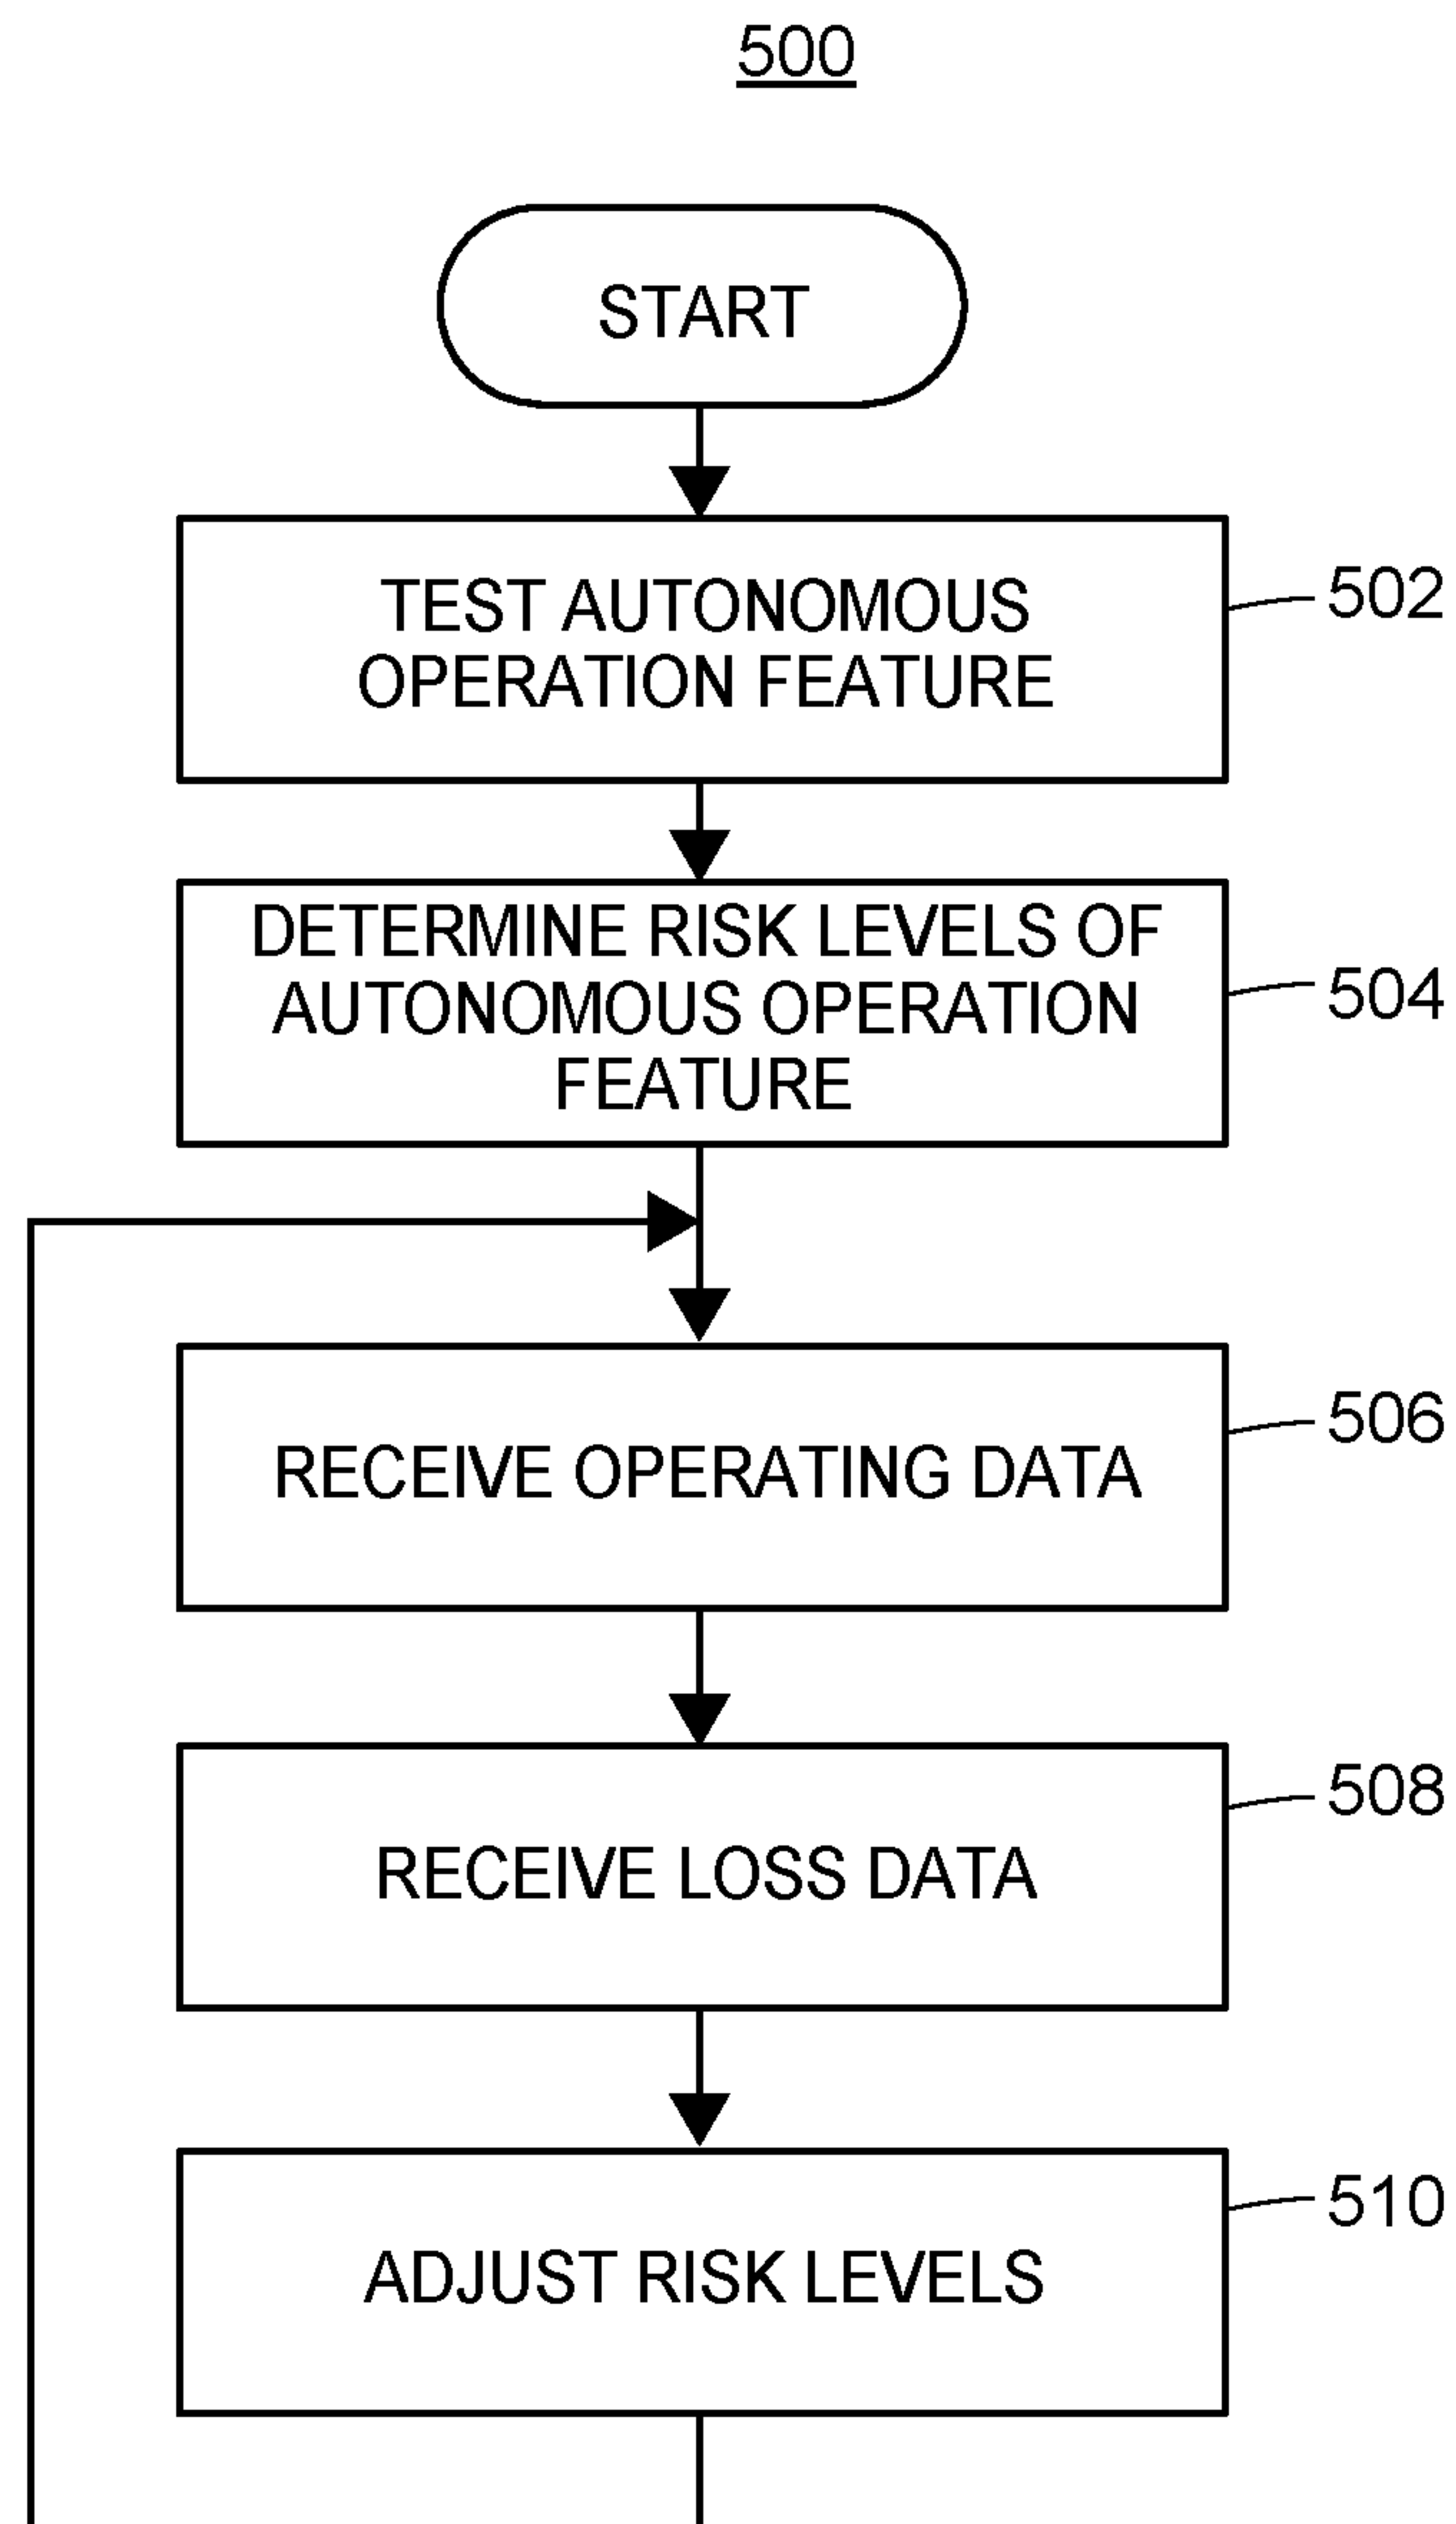 500
START
TEST AUTONOMOUS
OPERATION FEATURE
502
DETERMINE RISK LEVELS OF
AUTONOMOUS OPERATION
FEATURE
504
RECEIVE OPERATING DATA
506
RECEIVE LOSS DATA
508
ADJUST RISK LEVELS
510